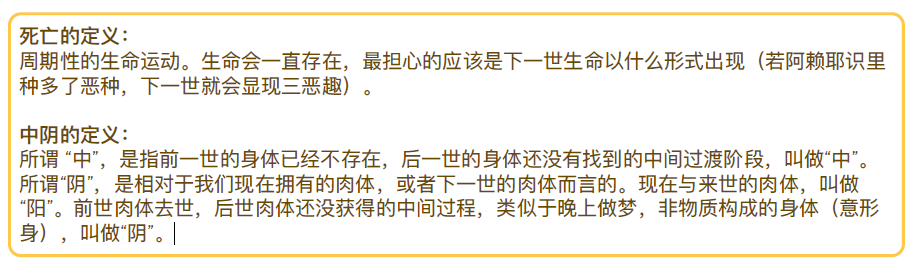 死亡的定义：
周期性的生命运动。生命会一直存在，最担心的应该是下一世生命以什么形式出现（若阿赖耶识里
种多了恶种，下一世就会显现三恶趣）。
中阴的定义：
所谓 “中”，是指前一世的身体已经不存在，后一世的身体还没有找到的中间过渡阶段，叫做“中”。
所谓“阴”，是相对于我们现在拥有的肉体，或者下一世的肉体而言的。现在与来世的肉体，叫做
“阳”。前世肉体去世，后世肉体还没获得的中间过程，类似于晚上做梦，非物质构成的身体（意形
身），叫做“阴”。